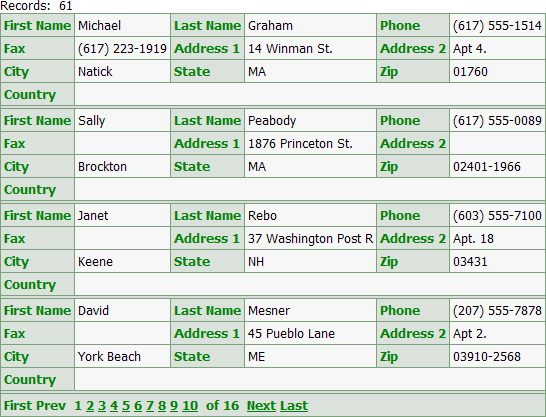 Records: 61
First Name Michael Last Name Graham Phone (617) 555-1514
Fax (617) 223-1919 Address 1 14 Winman St. Address 2 Apt 4.
City Natick State MA Zip 01760
Country
First Name Sally Last Name Peabody Phone (617) 555-0089
Fax Address 1 1876 Princeton St. Address 2
City Brockton State MA Zip 02401-1966
Country
First Name Janet Last Name Rebo Phone (603) 555-7100
Fax Address 1 37 Washington Post R Address 2 Apt. 18
City Keene State NH Zip 03431
Country
First Name David Last Name Mesner Phone (207) 555-7878
Fax Address 1 45 Pueblo Lane Address 2 Apt 2.
City York Beach State ME Zip 03910-2568
Country
First Prev 1 2 3 4 5 6 7 8 9 10 of 16 Next Last